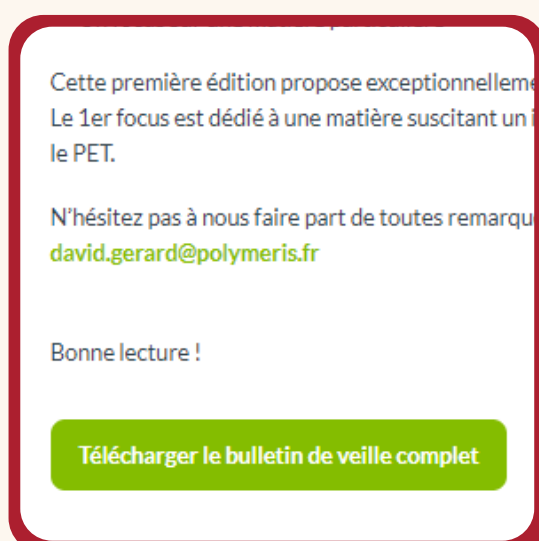 Cette première édition propose exceptionnelleme
Le 1er focus est dédié à une matière suscitant un i
le PET.
N'hésitez pas à nous faire part de toutes remarqu
david.gerard@polymeris.fr
Bonne lecture !
Télécharger le bulletin de veille complet